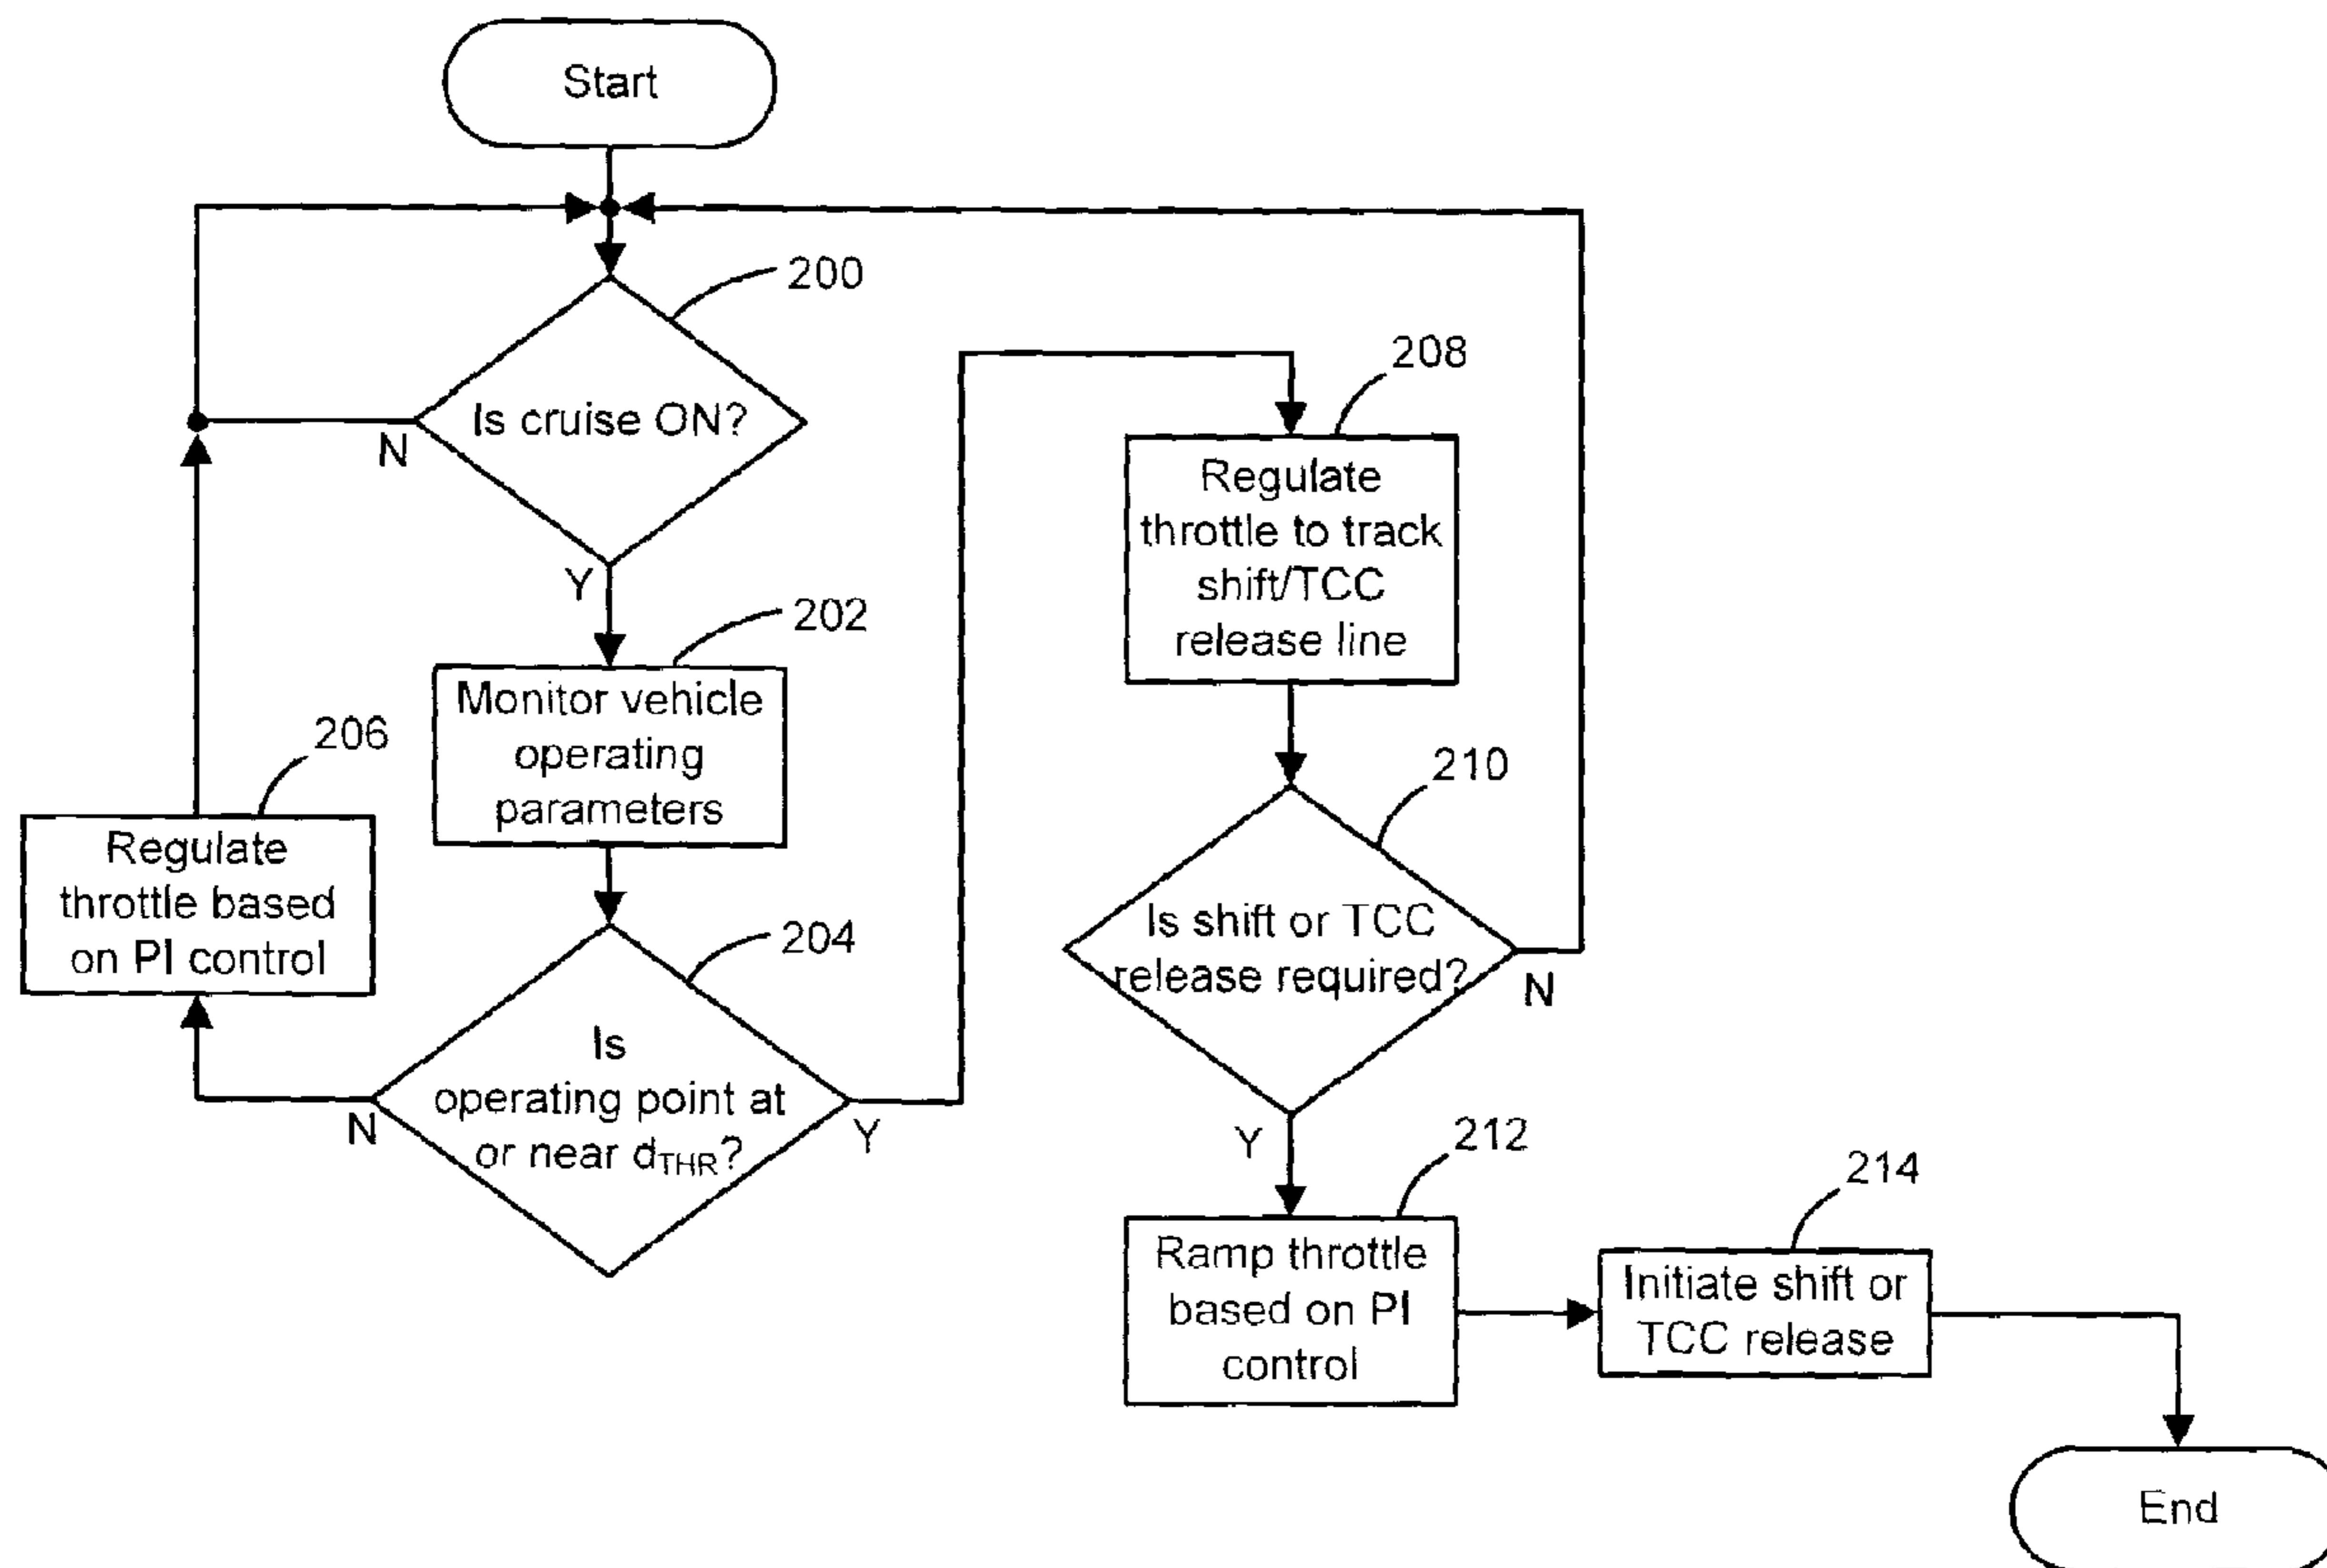 Start
200
Is cruise ON?
N
Y
202
Monitor vehicle
operating
parameters
206
Regulate
throttle based
on PI control
204
Is
operating point at
or near dTHR?
N
Y
208
Regulate
throttle to track
shift/TCC
release line
210
Is shift or TCC
release required?
N
Y
212
Ramp throttle
based on PI
control
214
Initiate shift or
TCC release
End